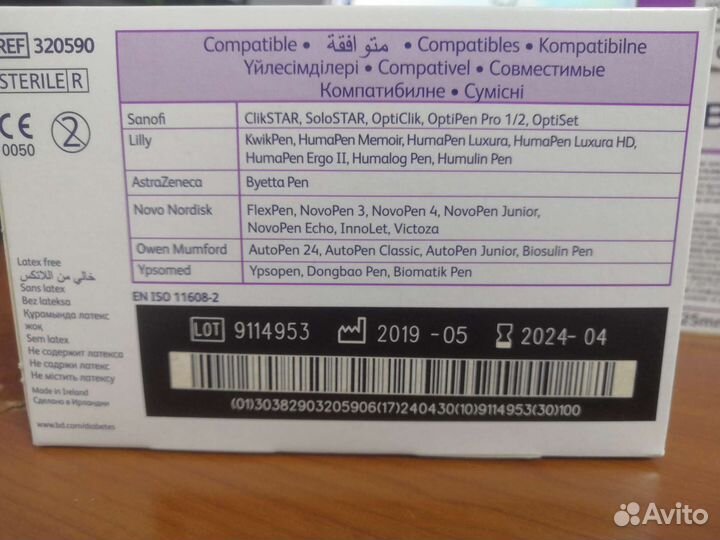 REF 320590
STERILE R
CE
0050
2
Compatible • متوافقة • Compatibles • Kompatibilne
Үйлесімділері • Compativel • Совместимые
Компатибилне • Сумісні
Sanofi ClikSTAR, SoloSTAR, OptiClik, OptiPen Pro 1/2, OptiSet
Lilly KwikPen, HumaPen Memoir, HumaPen Luxura, HumaPen Luxura HD,
HumaPen Ergo II, Humalog Pen, Humulin Pen
AstraZeneca Byetta Pen
Novo Nordisk FlexPen, NovoPen 3, NovoPen 4, NovoPen Junior,
NovoPen Echo, InnoLet, Victoza
Owen Mumford AutoPen 24, AutoPen Classic, AutoPen Junior, Biosulin Pen
Ypsomed Ypsopen, Dongbao Pen, Biomatik Pen
EN ISO 11608-2
Latex free
خالي من اللاتكس
Sans latex
Bez lateksa
Құрамында латекс
жоқ
Sem latex
Не содержит латекса
Не садржи латекс
Не містить латексу
Made in Ireland
Сделано в Ирландии
www.bd.com/diabetes
LOT 9114953 2019 -05 2024- 04
(01)30382903205906(17)240430(10)9114953(30)100
Avito